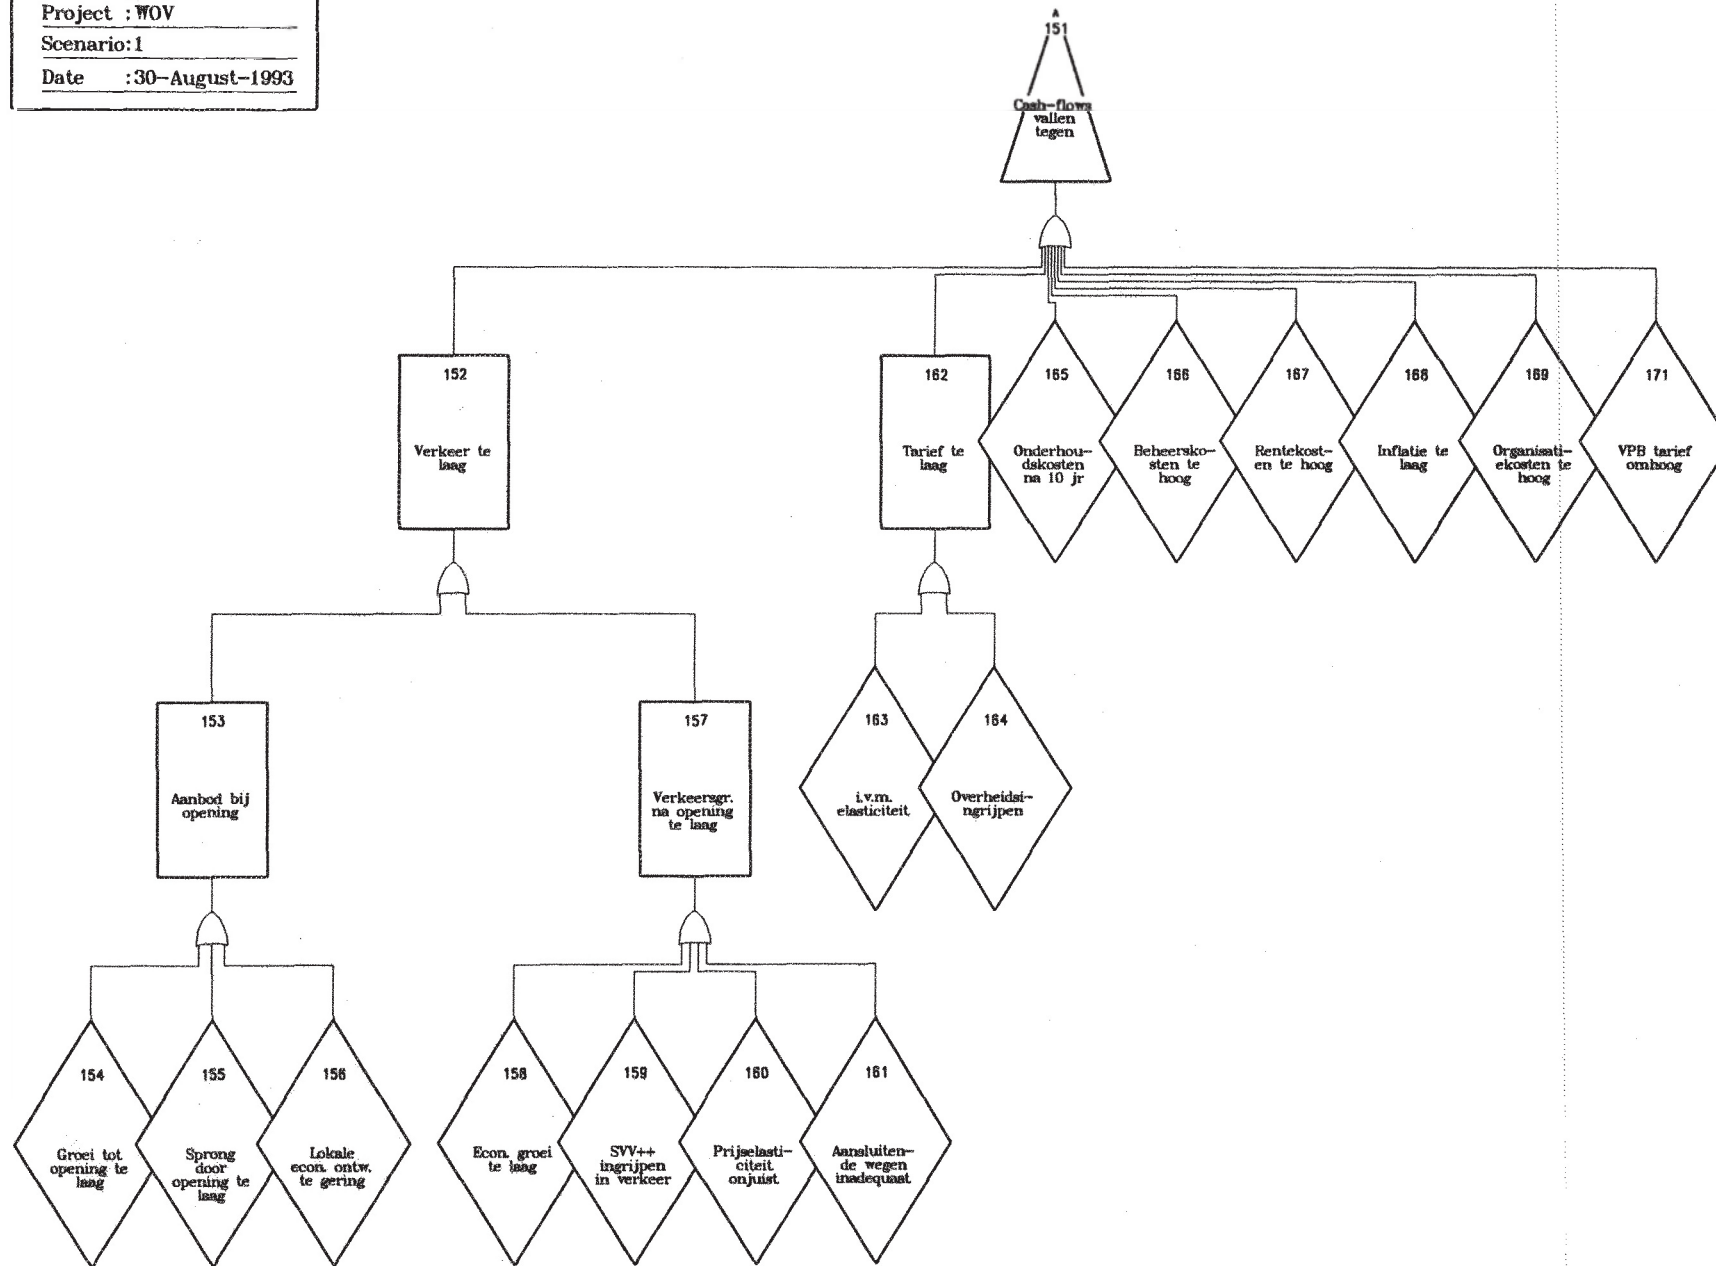 Project :WOV
Scenario:1
Date :30-August-1993
A
151
Cash-flows
vallen
tegen
152
Verkeer te
laag
162
Tarief te
laag
165
Onderhou-
dskosten
na 10 jr
166
Beheersko-
sten te
hoog
167
Rentekost-
en te hoog
168
Inflatie te
laag
169
Organisati-
ekosten te
hoog
171
VPB tarief
omhoog
153
Aanbod bij
opening
157
Verkeersgr.
na opening
te laag
163
i.v.m.
elasticiteit
164
Overheidsi-
ngrijpen
154
Groei tot
opening te
laag
155
Sprong
door
opening te
laag
156
Lokale
econ. ontw.
te gering
158
Econ. groei
te laag
159
SVV++
ingrijpen
in verkeer
160
Prijselasti-
citeit
onjuist
161
Aansluiten-
de wegen
inadequaat